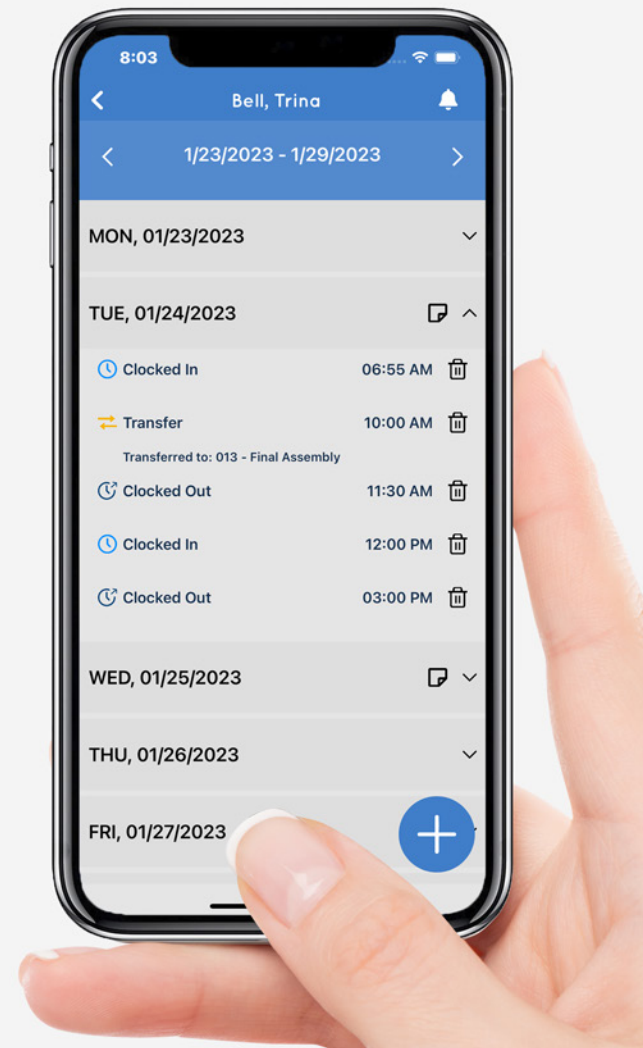 8:03
Bell, Trina
1/23/2023 - 1/29/2023
MON, 01/23/2023
TUE, 01/24/2023
Clocked In 06:55 AM
Transfer 10:00 AM
Transferred to: 013 - Final Assembly
Clocked Out 11:30 AM
Clocked In 12:00 PM
Clocked Out 03:00 PM
WED, 01/25/2023
THU, 01/26/2023
FRI, 01/27/2023